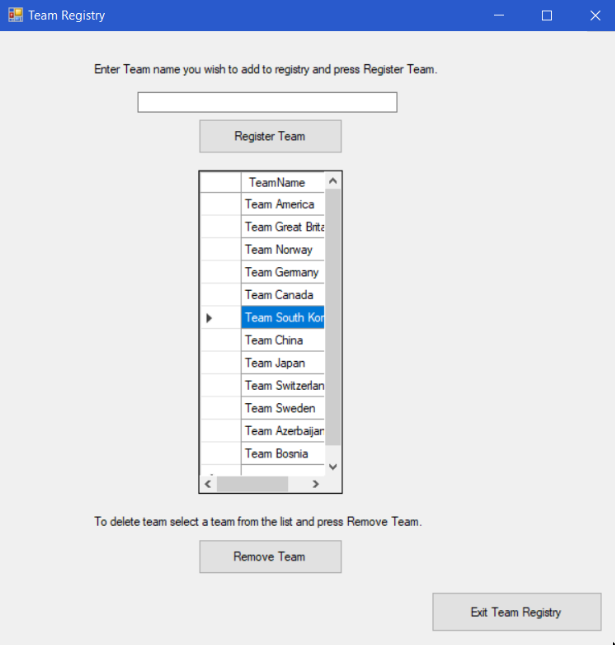 Team Registry
Enter Team name you wish to add to registry and press Register Team.
Register Team
TeamName
Team America
Team Great Brita
Team Norway
Team Germany
Team Canada
Team South Kor
Team China
Team Japan
Team Switzerlan
Team Sweden
Team Azerbaijan
Team Bosnia
To delete team select a team from the list and press Remove Team.
Remove Team
Exit Team Registry